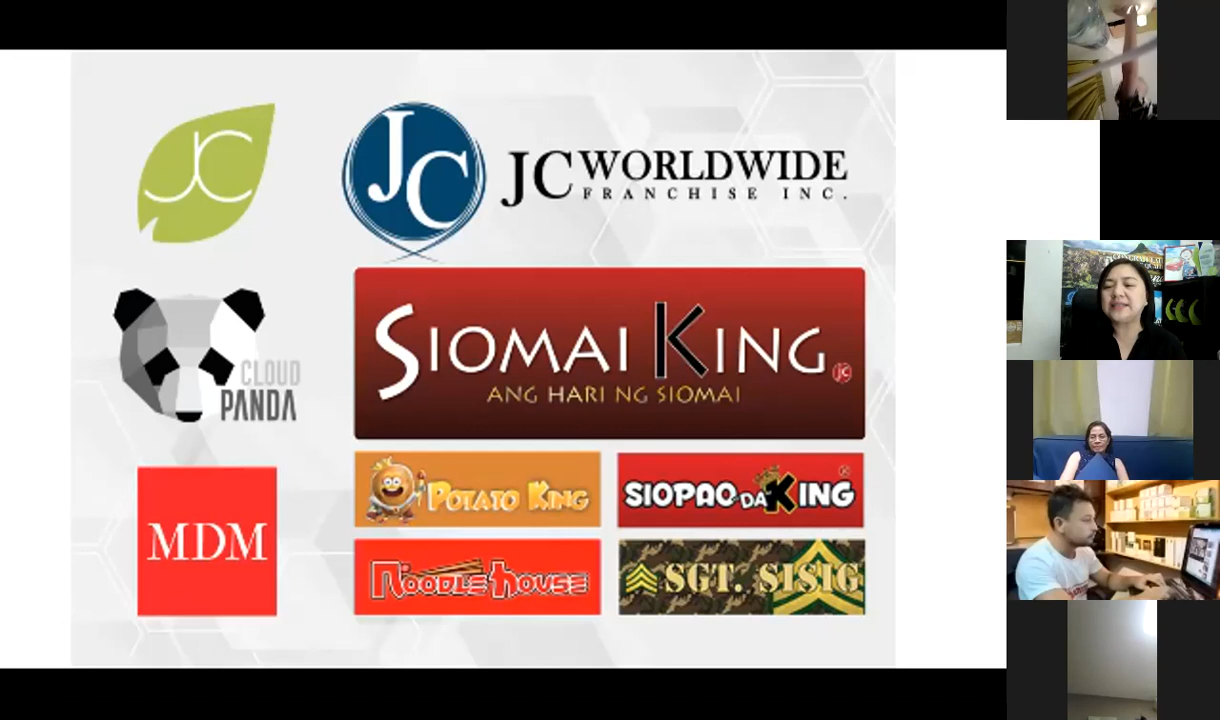 JC
JC
JC WORLDWIDE
FRANCHISE INC.
SIOMAI KING
JC
ANG HARI NG SIOMAI
CLOUD
PANDA
MDM
POTATO KING
SIOPAO DA KING
NOODLE HOUSE
SGT. SISIG